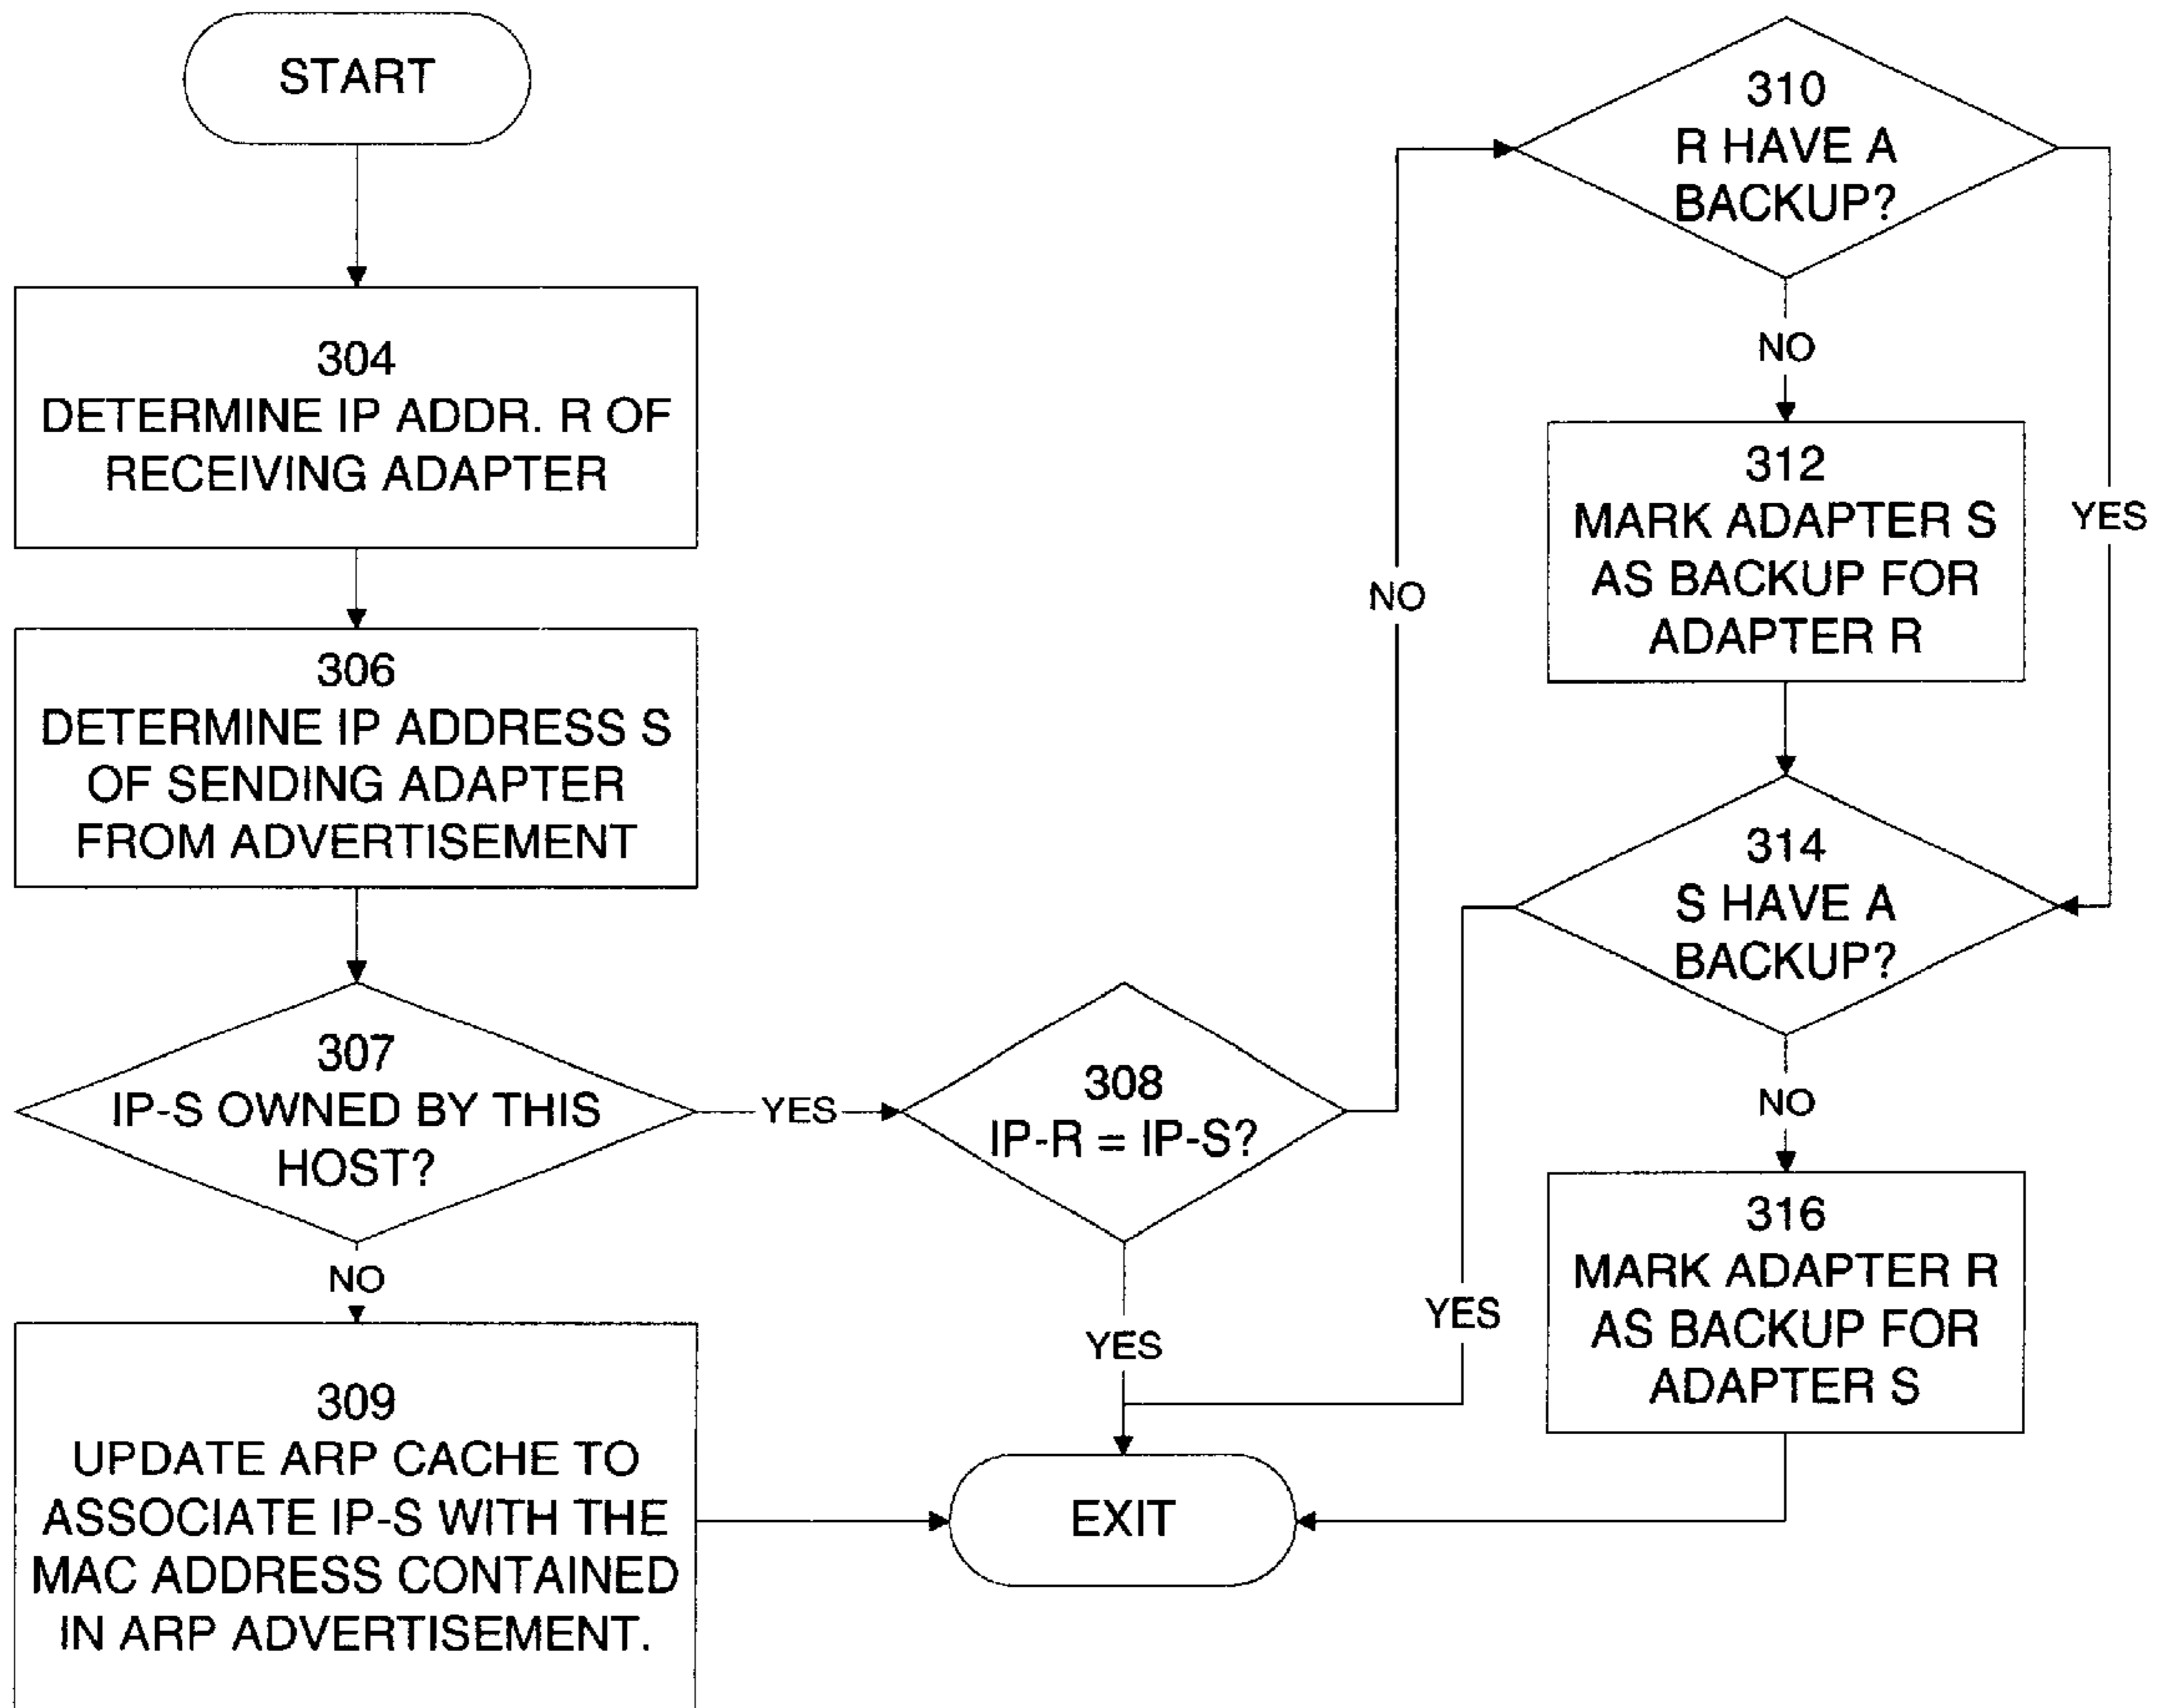 START
304
DETERMINE IP ADDR. R OF
RECEIVING ADAPTER
306
DETERMINE IP ADDRESS S
OF SENDING ADAPTER
FROM ADVERTISEMENT
307
IP-S OWNED BY THIS
HOST?
YES
NO
308
IP-R = IP-S?
NO
YES
309
UPDATE ARP CACHE TO
ASSOCIATE IP-S WITH THE
MAC ADDRESS CONTAINED
IN ARP ADVERTISEMENT.
310
R HAVE A
BACKUP?
NO
YES
312
MARK ADAPTER S
AS BACKUP FOR
ADAPTER R
314
S HAVE A
BACKUP?
YES
NO
316
MARK ADAPTER R
AS BACKUP FOR
ADAPTER S
EXIT